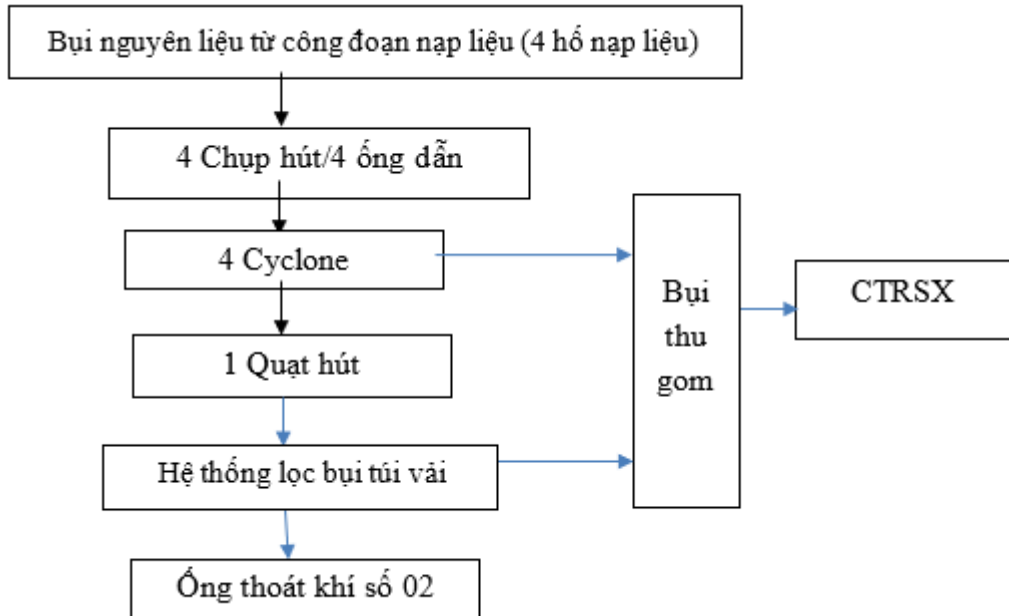 Bụi nguyên liệu từ công đoạn nạp liệu (4 hố nạp liệu)
4 Chụp hút/4 ống dẫn
4 Cyclone
1 Quạt hút
Hệ thống lọc bụi túi vải
Ống thoát khí số 02
Bụi
thu
gom
CTRSX